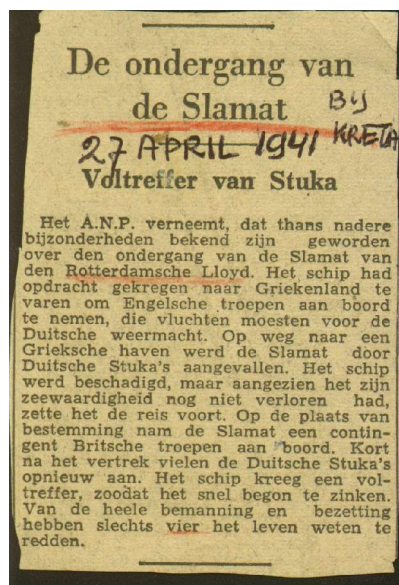 De ondergang van
de Slamat
BIJ
KRETA
27 APRIL 1941
Voltreffer van Stuka
Het A.N.P. verneemt, dat thans nadere
bijzonderheden bekend zijn geworden
over den ondergang van de Slamat van
den Rotterdamsche Lloyd. Het schip had
opdracht gekregen naar Griekenland te
varen om Engelsche troepen aan boord
te nemen, die vluchten moesten voor de
Duitsche weermacht. Op weg naar een
Grieksche haven werd de Slamat door
Duitsche Stuka's aangevallen. Het schip
werd beschadigd, maar aangezien het zijn
zeewaardigheid nog niet verloren had,
zette het de reis voort. Op de plaats van
bestemming nam de Slamat een contin-
gent Britsche troepen aan boord. Kort
na het vertrek vielen de Duitsche Stuka's
opnieuw aan. Het schip kreeg een vol-
treffer, zoodat het snel begon te zinken.
Van de heele bemanning en bezetting
hebben slechts vier het leven weten te
redden.